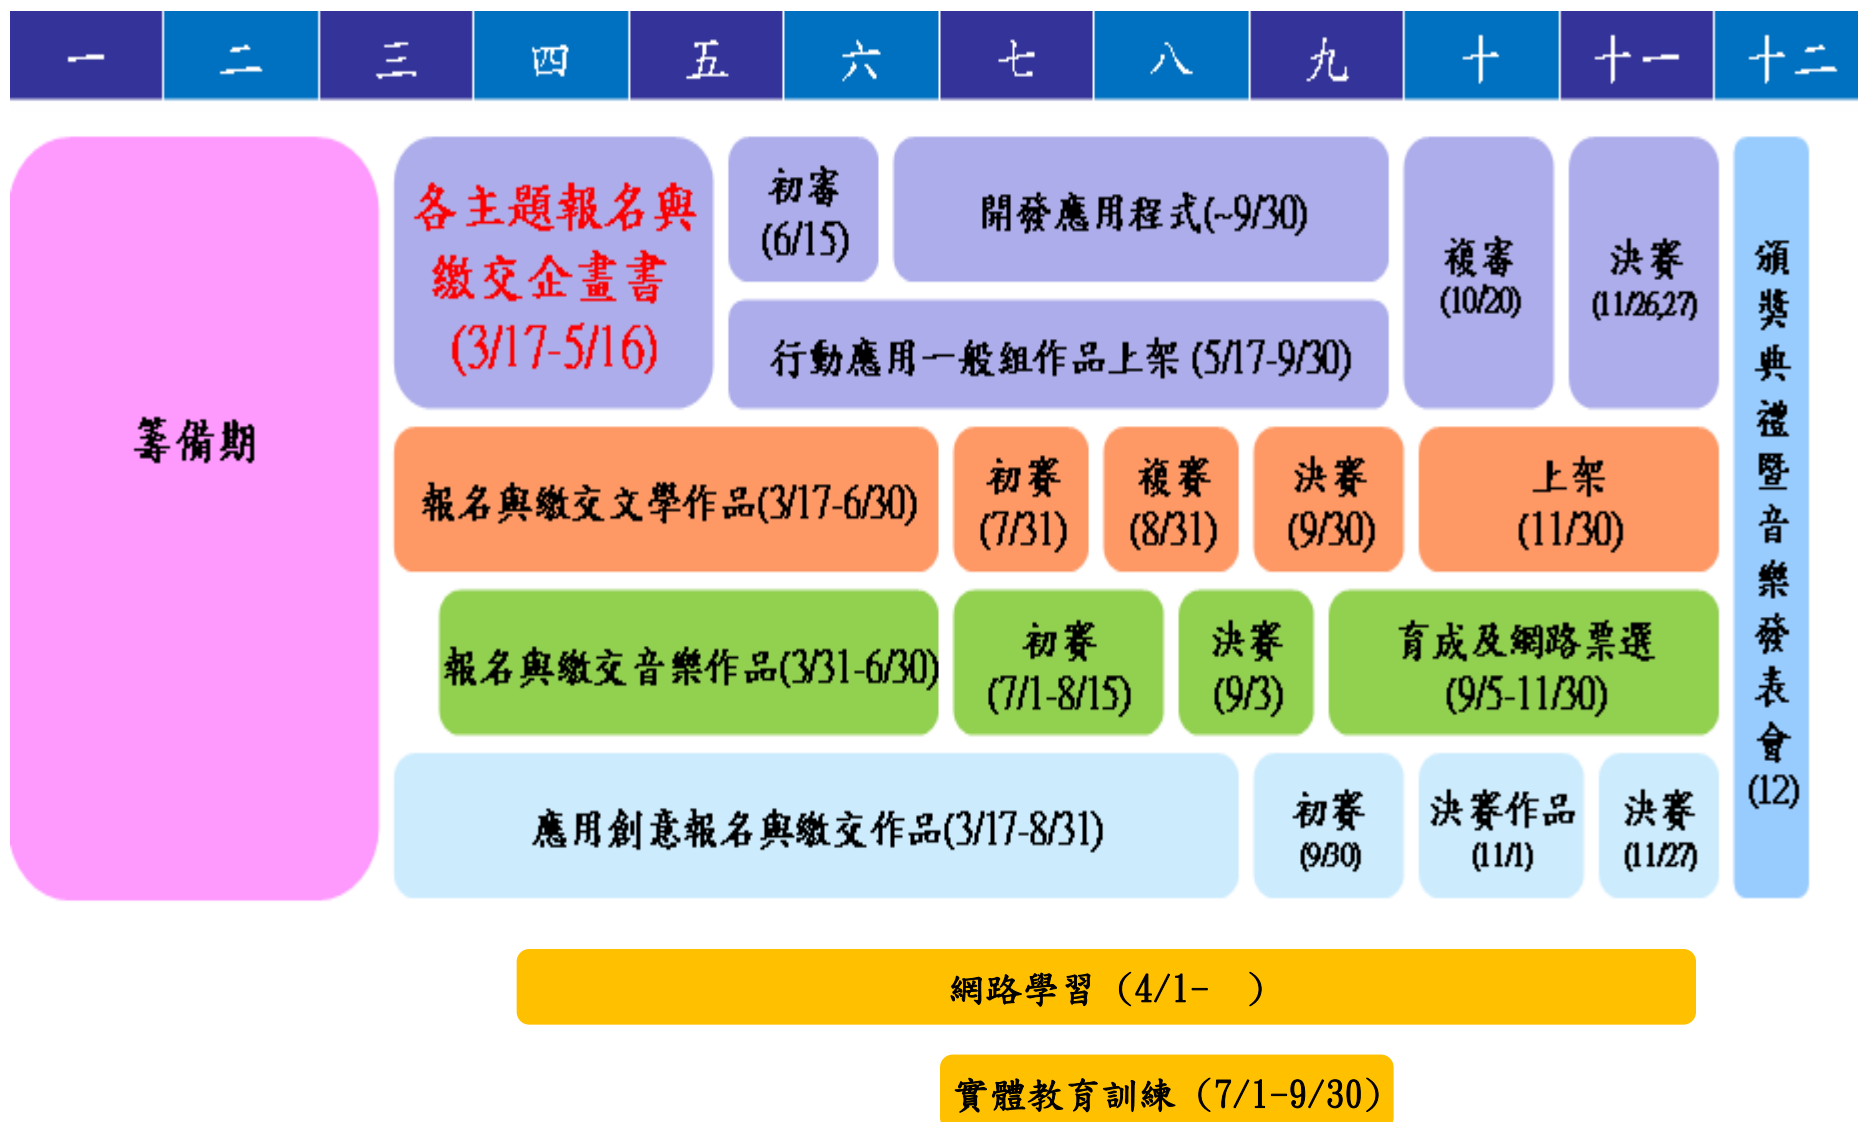 一 二 三 四 五 六 七 八 九 十 十一 十二
籌備期
各主題報名與
繳交企畫書
(3/17-5/16)
初審
(6/15)
開發應用程式(~9/30)
行動應用一般組作品上架 (5/17-9/30)
複審
(10/20)
決賽
(11/26,27)
報名與繳交文學作品(3/17-6/30)
初賽
(7/31)
複賽
(8/31)
決賽
(9/30)
上架
(11/30)
報名與繳交音樂作品(3/31-6/30)
初賽
(7/1-8/15)
決賽
(9/3)
育成及網路票選
(9/5-11/30)
應用創意報名與繳交作品(3/17-8/31)
初賽
(9/30)
決賽作品
(11/1)
決賽
(11/27)
頒獎典禮暨音樂發表會
(12)
網路學習 (4/1-  )
實體教育訓練 (7/1-9/30)